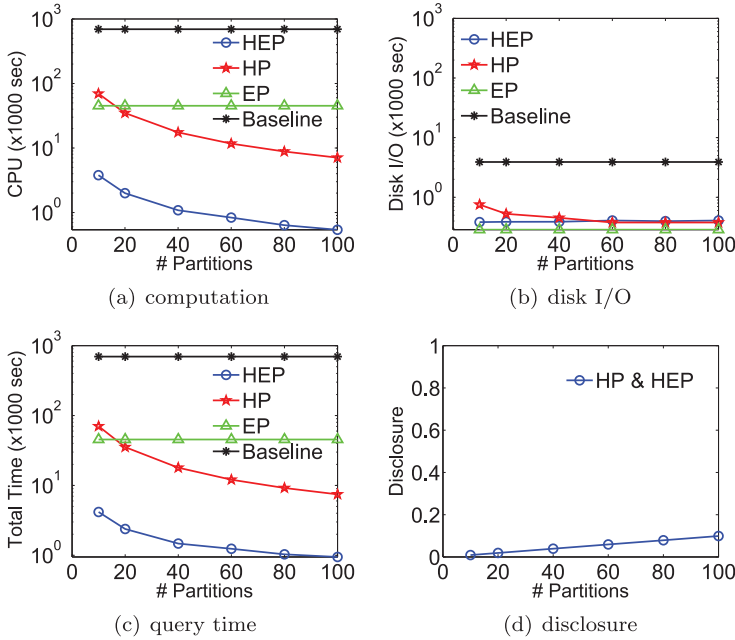 10^3
10^2
10^1
10^0
CPU (x1000 sec)
HEP
HP
EP
Baseline
0 20 40 60 80 100
# Partitions
(a) computation
10^3
10^2
10^1
10^0
Disk I/O (x1000 sec)
HEP
HP
EP
Baseline
0 20 40 60 80 100
# Partitions
(b) disk I/O
10^3
10^2
10^1
10^0
Total Time (x1000 sec)
HEP
HP
EP
Baseline
0 20 40 60 80 100
# Partitions
(c) query time
1
0.8
0.6
0.4
0.2
0
Disclosure
HP & HEP
0 20 40 60 80 100
# Partitions
(d) disclosure